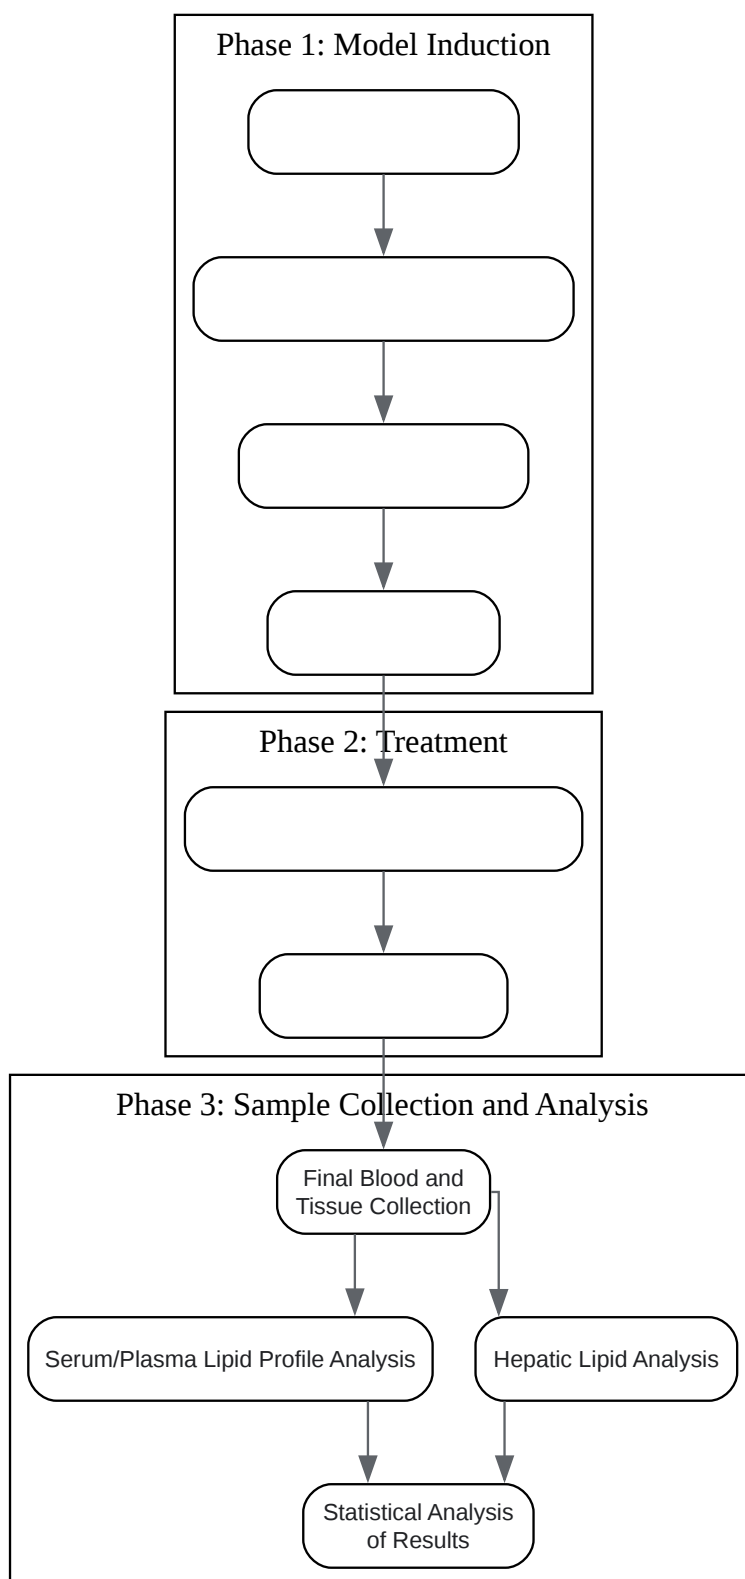 Phase 1: Model Induction
Phase 2: Treatment
Phase 3: Sample Collection and Analysis
Final Blood and
Tissue Collection
Serum/Plasma Lipid Profile Analysis
Hepatic Lipid Analysis
Statistical Analysis
of Results